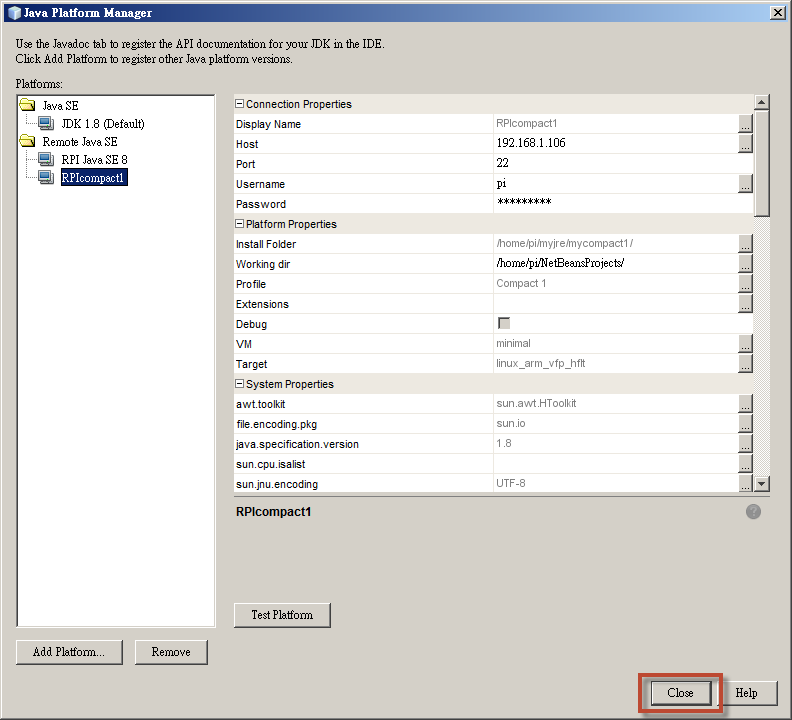 Java Platform Manager
Use the Javadoc tab to register the API documentation for your JDK in the IDE.
Click Add Platform to register other Java platform versions.
Platforms:
Java SE
JDK 1.8 (Default)
Remote Java SE
RPI Java SE 8
RPIcompact1
Connection Properties
Display Name RPIcompact1 ...
Host 192.168.1.106 ...
Port 22
Username pi ...
Password *********
Platform Properties
Install Folder /home/pi/myjre/mycompact1/ ...
Working dir /home/pi/NetBeansProjects/ ...
Profile Compact 1 ...
Extensions ...
Debug
VM minimal ...
Target linux_arm_vfp_hflt ...
System Properties
awt.toolkit sun.awt.HToolkit ...
file.encoding.pkg sun.io ...
java.specification.version 1.8 ...
sun.cpu.isalist ...
sun.jnu.encoding UTF-8 ...
RPIcompact1 ?
Test Platform
Add Platform... Remove
Close Help